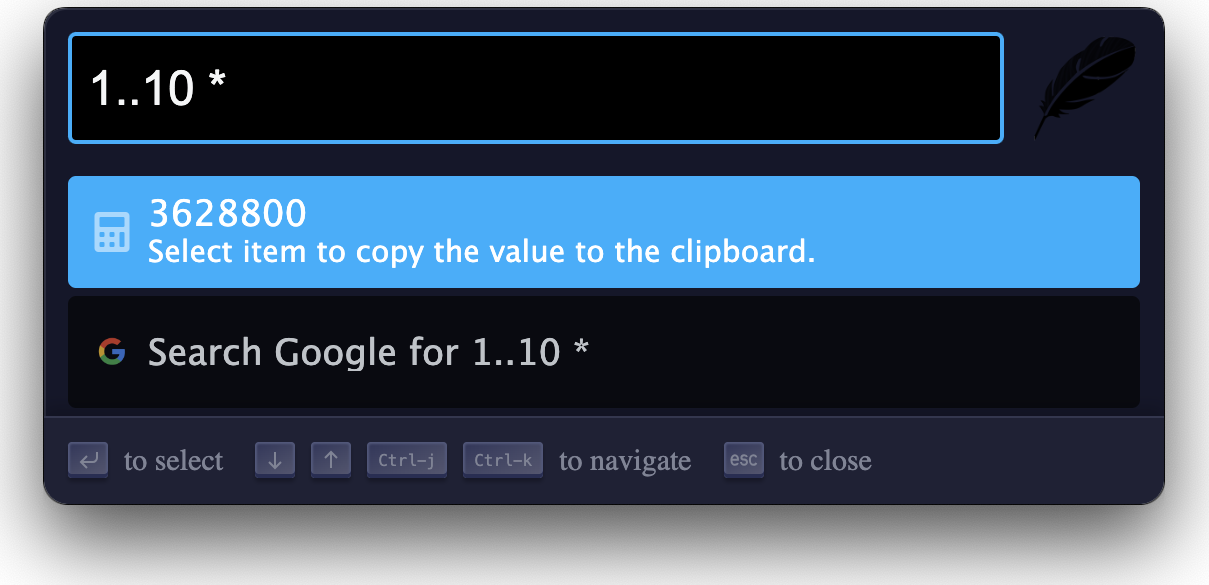 1..10 *
3628800
Select item to copy the value to the clipboard.
Search Google for 1..10 *
to select Ctrl-j Ctrl-k to navigate esc to close